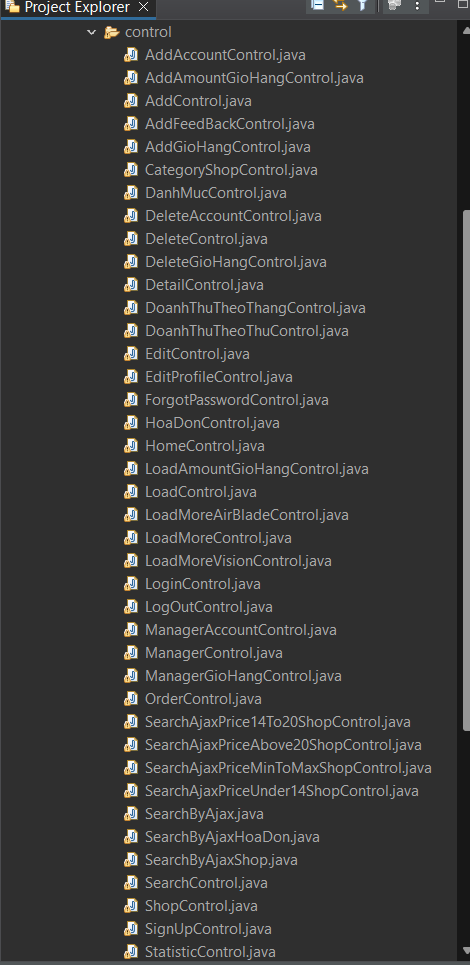 Project Explorer
control
AddAccountControl.java
AddAmountGioHangControl.java
AddControl.java
AddFeedBackControl.java
AddGioHangControl.java
CategoryShopControl.java
DanhMucControl.java
DeleteAccountControl.java
DeleteControl.java
DeleteGioHangControl.java
DetailControl.java
DoanhThuTheoThangControl.java
DoanhThuTheoThuControl.java
EditControl.java
EditProfileControl.java
ForgotPasswordControl.java
HoaDonControl.java
HomeControl.java
LoadAmountGioHangControl.java
LoadControl.java
LoadMoreAirBladeControl.java
LoadMoreControl.java
LoadMoreVisionControl.java
LoginControl.java
LogOutControl.java
ManagerAccountControl.java
ManagerControl.java
ManagerGioHangControl.java
OrderControl.java
SearchAjaxPrice14To20ShopControl.java
SearchAjaxPriceAbove20ShopControl.java
SearchAjaxPriceMinToMaxShopControl.java
SearchAjaxPriceUnder14ShopControl.java
SearchByAjax.java
SearchByAjaxHoaDon.java
SearchByAjaxShop.java
SearchControl.java
ShopControl.java
SignUpControl.java
StatisticControl.java